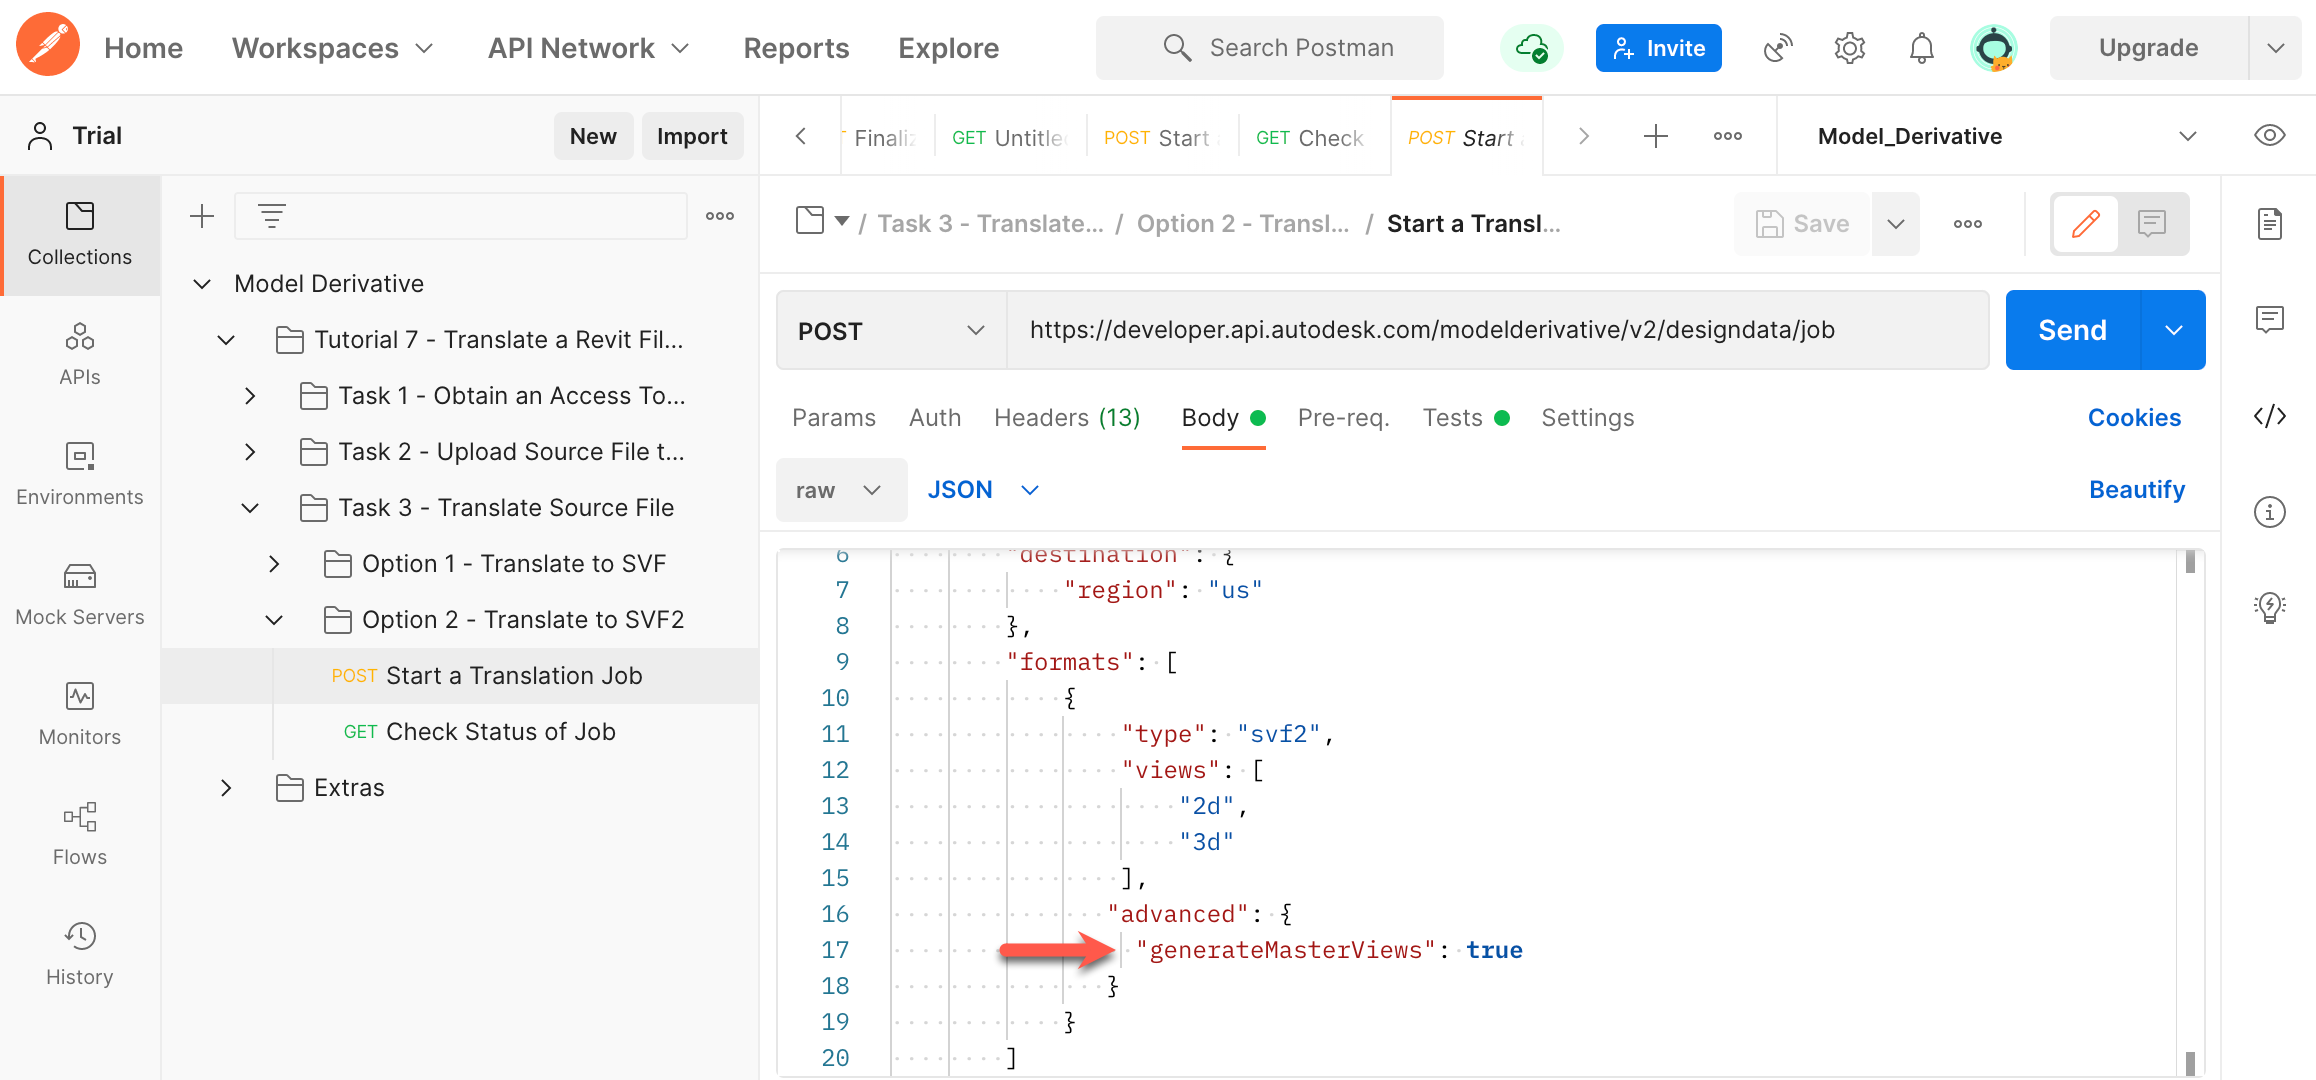 Home Workspaces API Network Reports Explore Search Postman Invite Upgrade
Trial New Import
Finaliz GET Untitle POST Start GET Check POST Start Model_Derivative
Collections
APIs
Environments
Mock Servers
Monitors
Flows
History
Model Derivative
Tutorial 7 - Translate a Revit Fil...
Task 1 - Obtain an Access To...
Task 2 - Upload Source File t...
Task 3 - Translate Source File
Option 1 - Translate to SVF
Option 2 - Translate to SVF2
POST Start a Translation Job
GET Check Status of Job
Extras
/ Task 3 - Translate... / Option 2 - Transl... / Start a Transl... Save
POST https://developer.api.autodesk.com/modelderivative/v2/designdata/job Send
Params Auth Headers (13) Body Pre-req. Tests Settings Cookies
raw JSON Beautify
6 "destination": {
7 "region": "us"
8 },
9 "formats": [
10 {
11 "type": "svf2",
12 "views": [
13 "2d",
14 "3d"
15 ],
16 "advanced": {
17 "generateMasterViews": true
18 }
19 }
20 ]